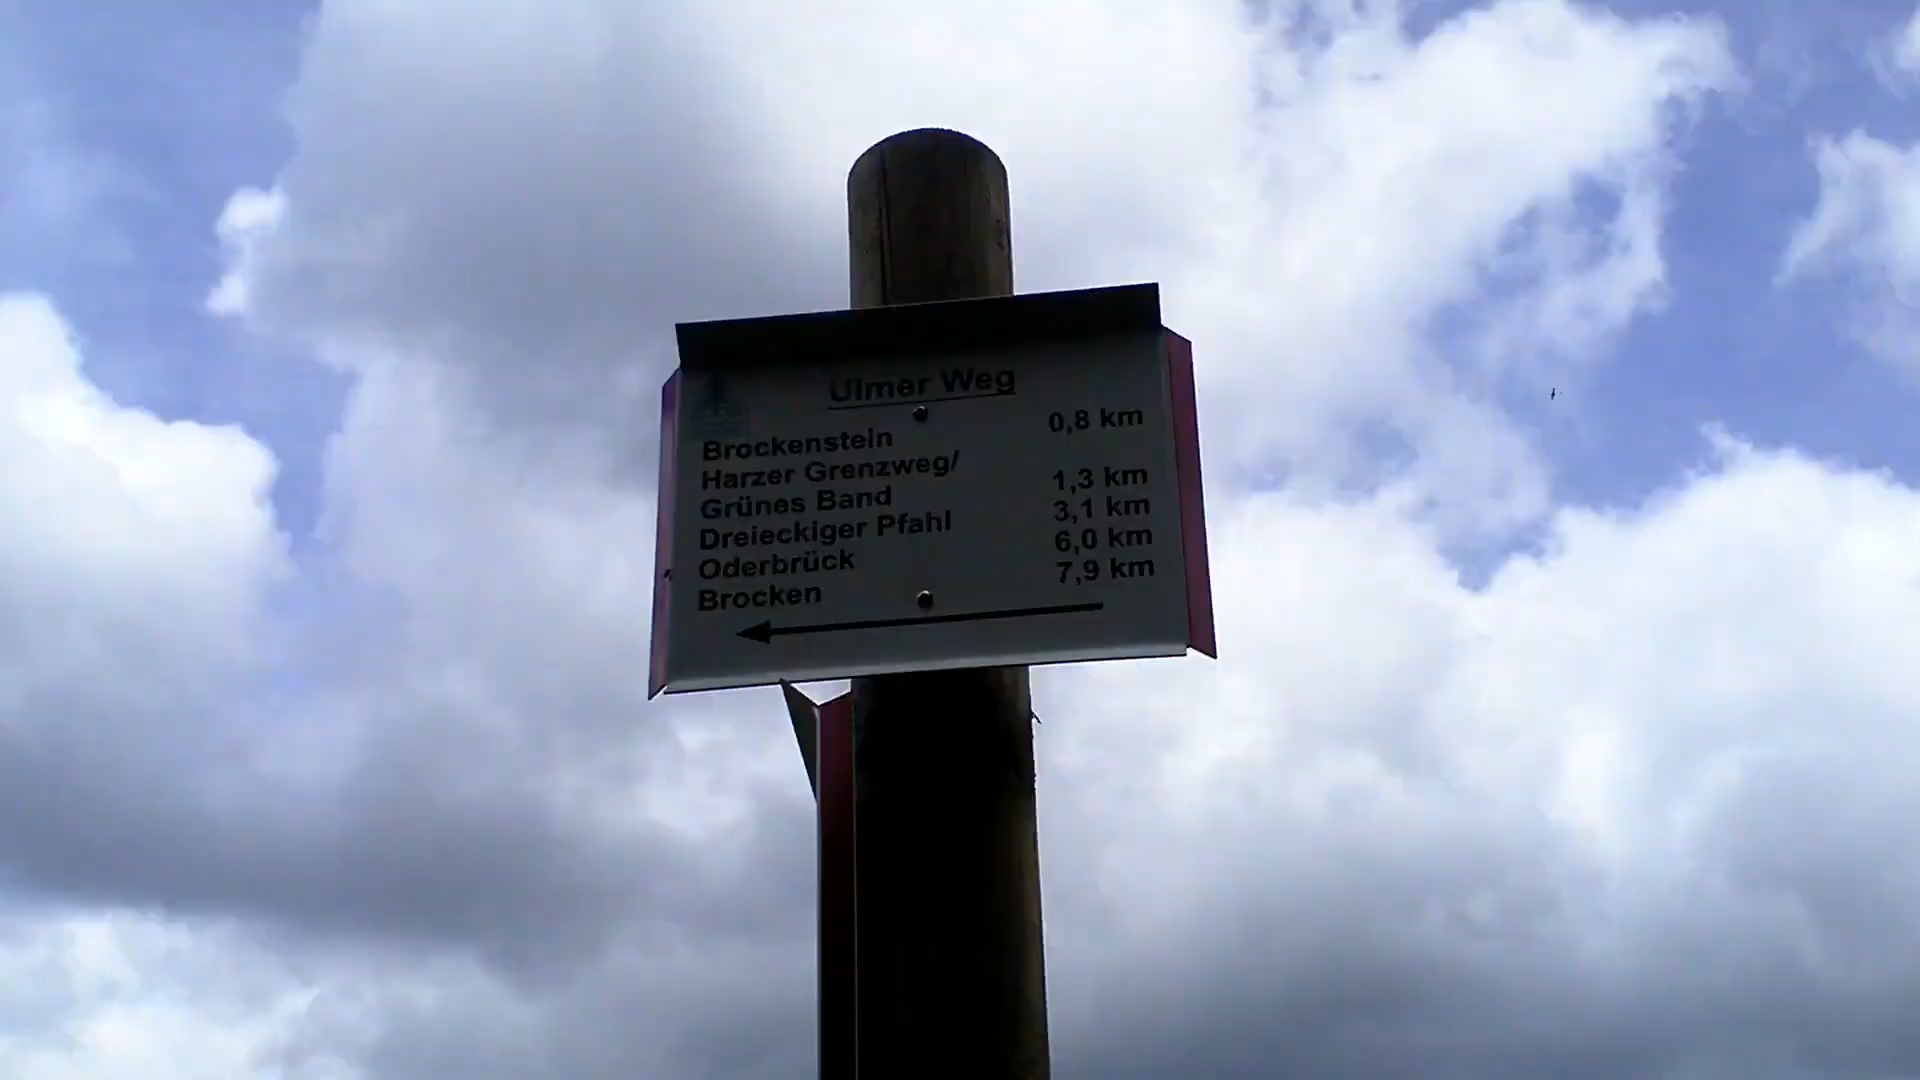 Ulmer Weg
Brockenstein 0,8 km
Harzer Grenzweg/
Grünes Band 1,3 km
Dreieckiger Pfahl 3,1 km
Oderbrück 6,0 km
Brocken 7,9 km